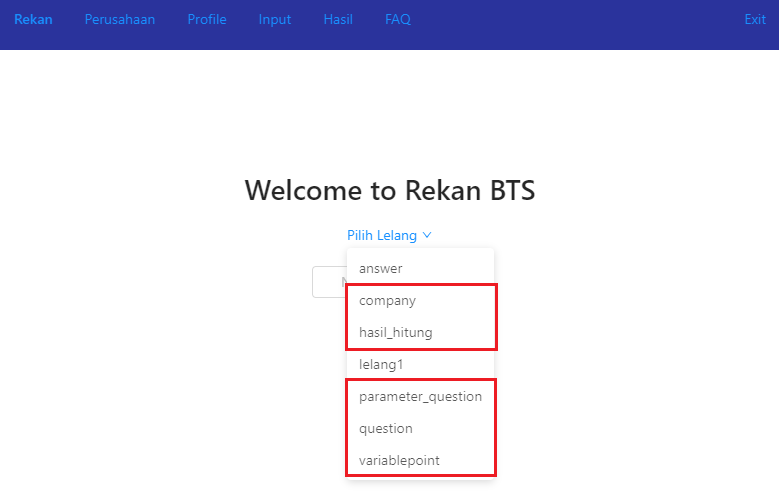 Rekan Perusahaan Profile Input Hasil FAQ Exit
Welcome to Rekan BTS
Pilih Lelang
answer
company
hasil_hitung
lelang1
parameter_question
question
variablepoint